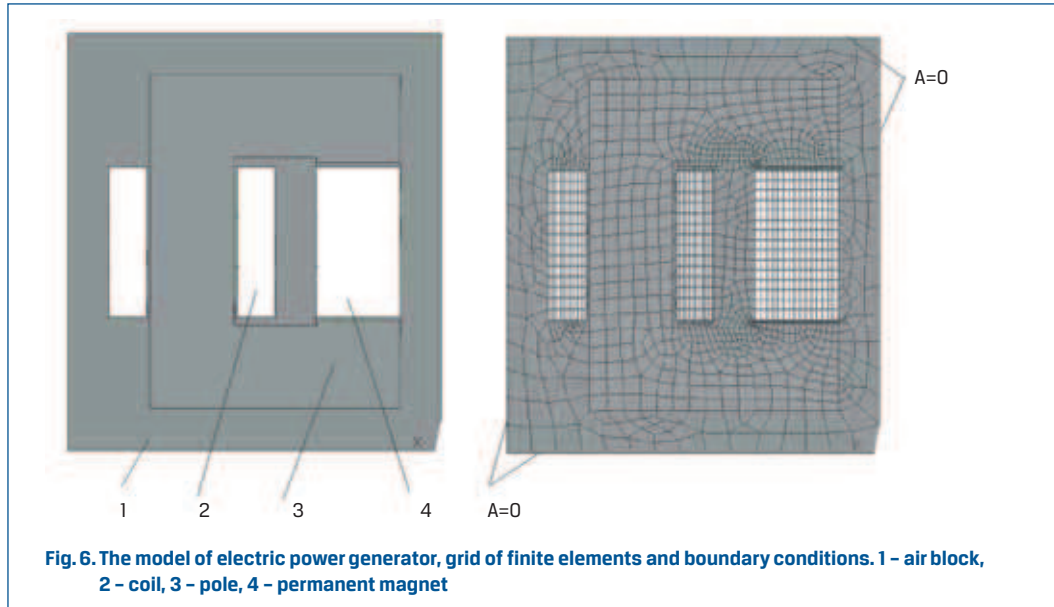 A=0
1
2
3
4
A=0
Fig. 6. The model of electric power generator, grid of finite elements and boundary conditions. 1 – air block,
2 – coil, 3 – pole, 4 – permanent magnet